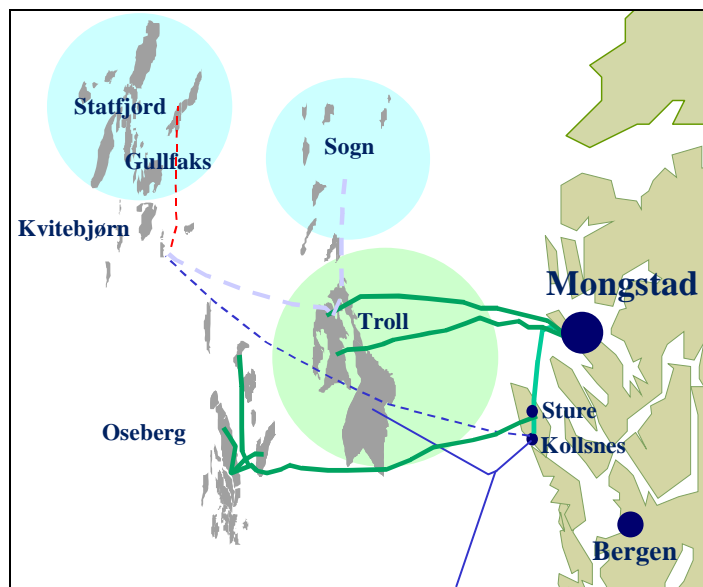 Statfjord
Sogn
Gullfaks
Kvitebjørn
Mongstad
Troll
Sture
Oseberg
Kollsnes
Bergen